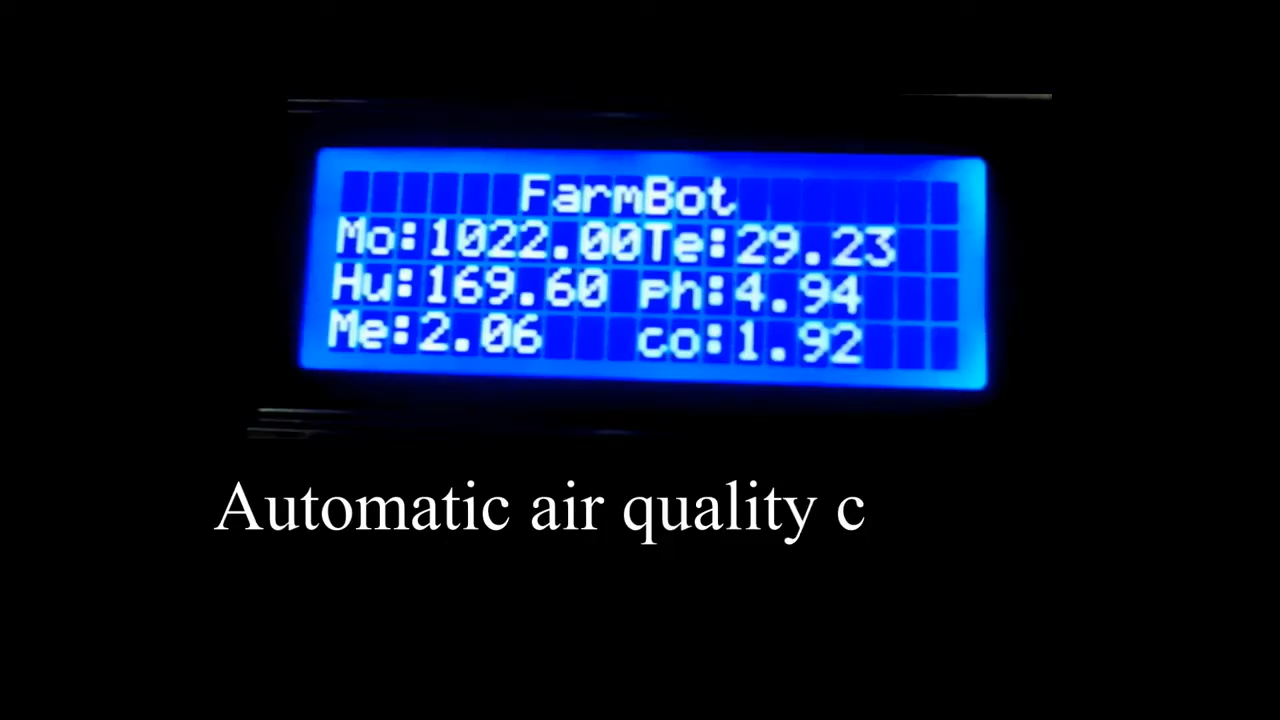 FarmBot
Mo:1022.00Te:29.23
Hu:169.60 ph:4.94
Me:2.06 co:1.92
Automatic air quality c